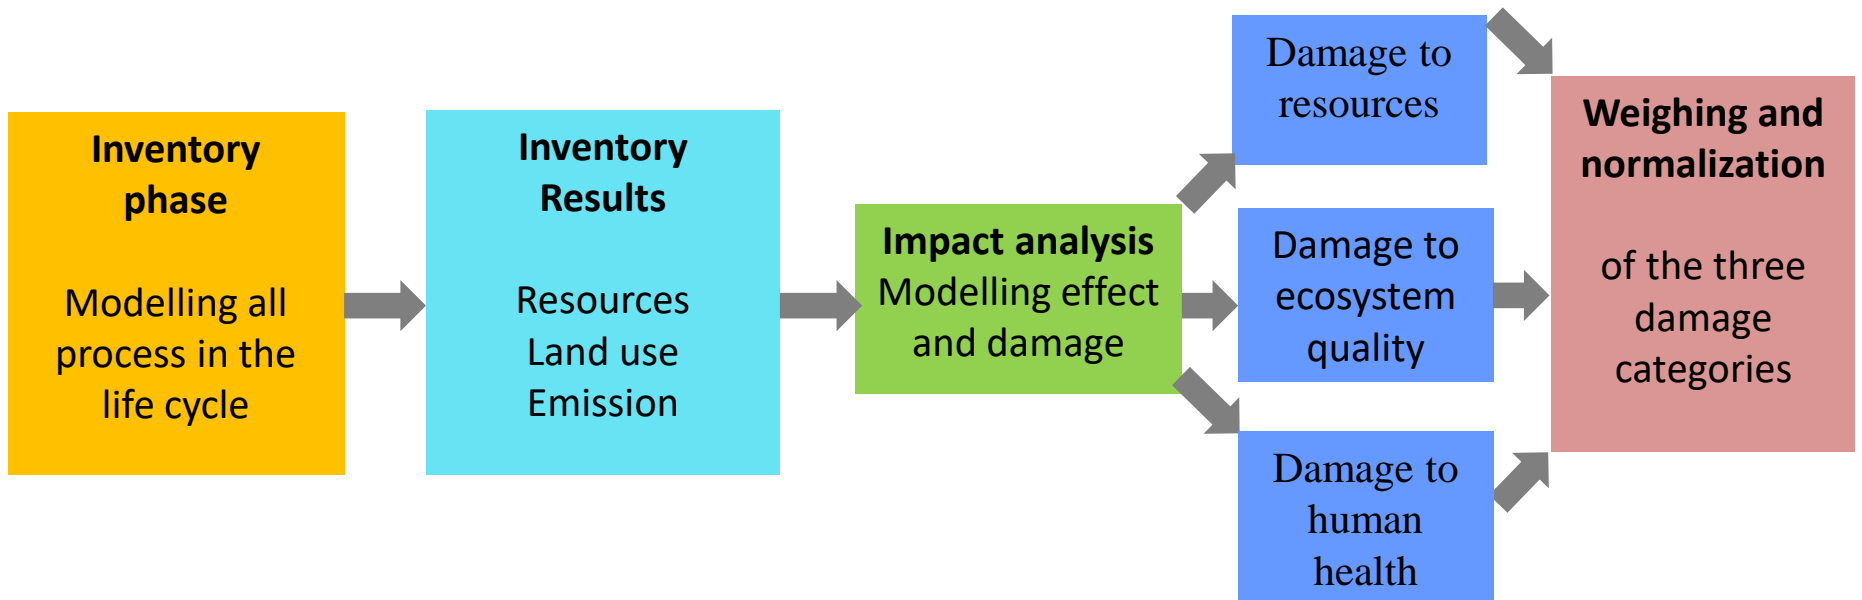 Inventory
phase
Modelling all
process in the
life cycle
Inventory
Results
Resources
Land use
Emission
Impact analysis
Modelling effect
and damage
Damage to
resources
Damage to
ecosystem
quality
Damage to
human
health
Weighing and
normalization
of the three
damage
categories